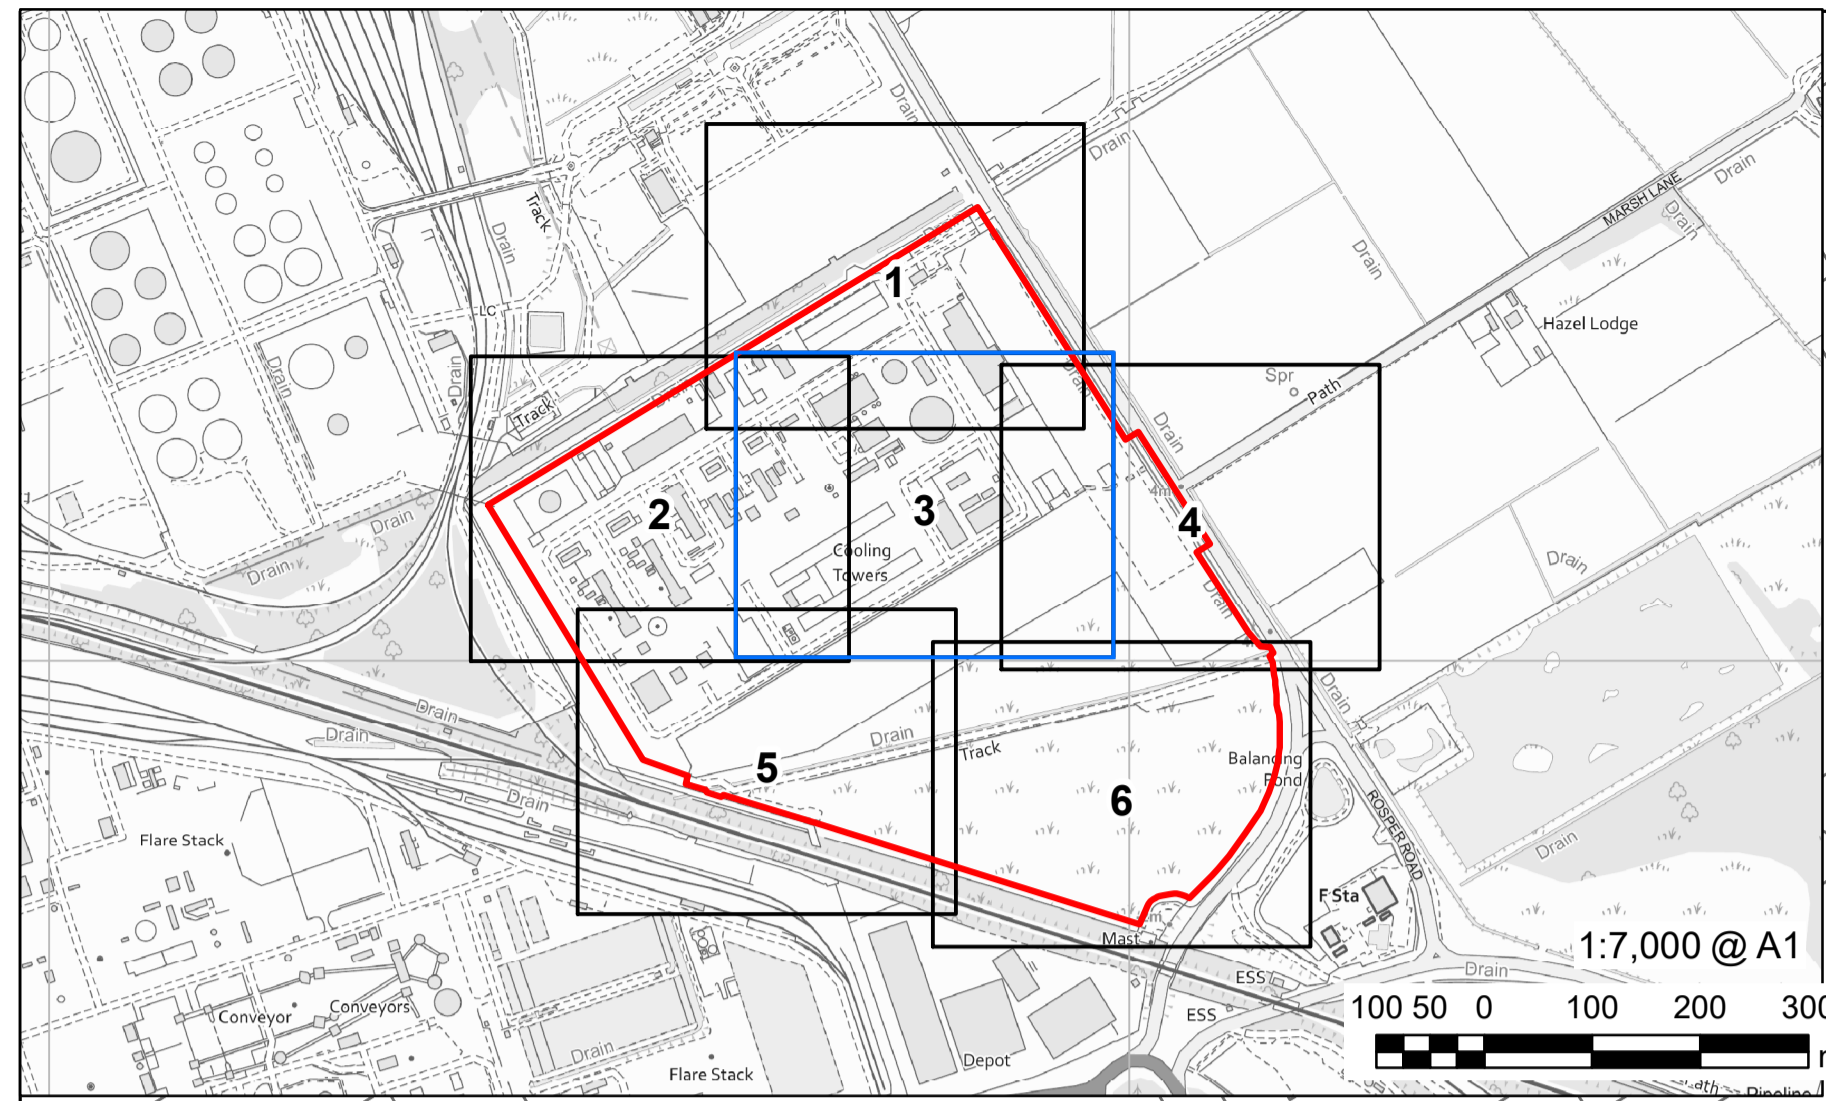 Drain
Drain
MARSH LANE
Drain
Drain
Track
Drain
Drain
Drain
1
LC
Hazel Lodge
Drain
Drain
Drain
Drain
Spr
Path
Track
Drain
4m
2
3
4
Drain
Cooling
Towers
Drain
Drain
Drain
Drain
Drain
Drain
Drain
Track
5
Balancing
Pond
6
Drain
ROSPER ROAD
Flare Stack
Drain
F Sta
Mast
1:7,000 @ A1
Drain
ESS
Conveyor
Conveyors
ESS
100 50 0 100 200
Drain
Depot
Flare Stack
Path
Pipeline